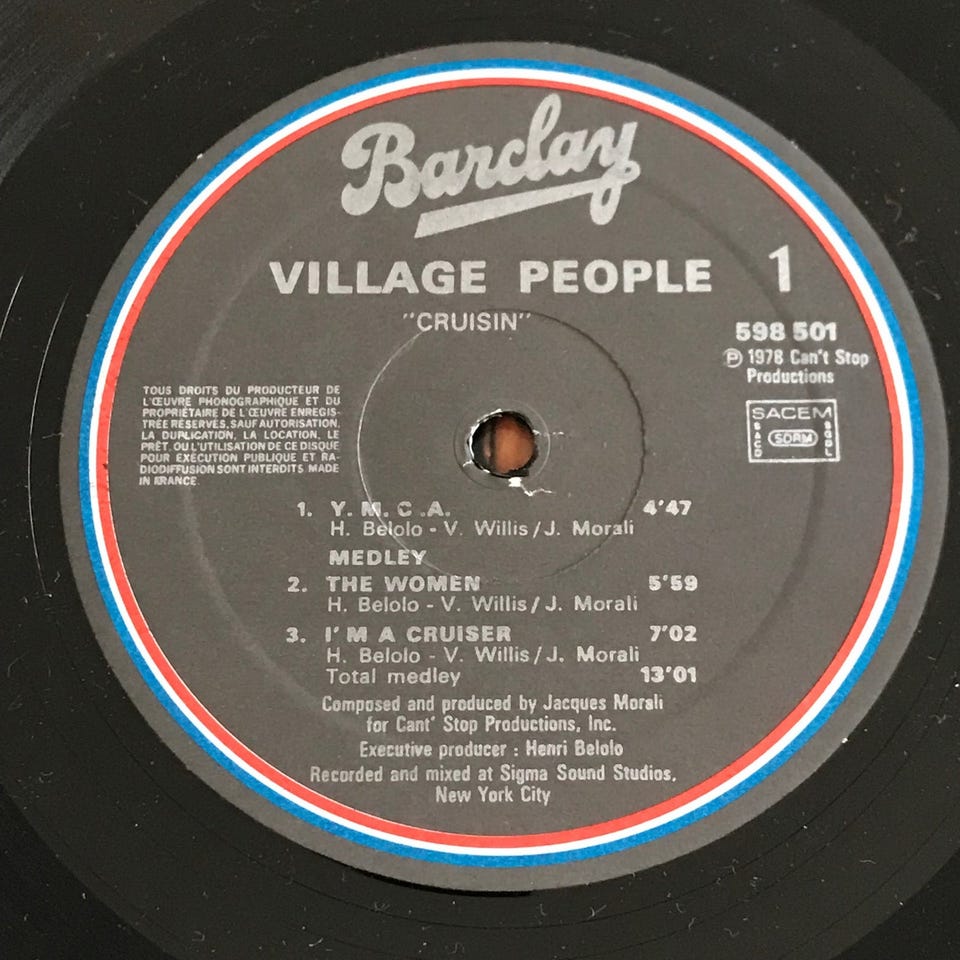 Barclay
VILLAGE PEOPLE 1
"CRUISIN"
598 501
Ⓟ 1978 Can't Stop
Productions
SACEM
SACD SDRM SGDL
TOUS DROITS DU PRODUCTEUR DE
L'ŒUVRE PHONOGRAPHIQUE ET DU
PROPRIÉTAIRE DE L'ŒUVRE ENREGIS-
TRÉE RÉSERVÉS, SAUF AUTORISATION,
LA DUPLICATION, LA LOCATION, LE
PRÊT, OU L'UTILISATION DE CE DISQUE
POUR EXÉCUTION PUBLIQUE ET RA-
DIODIFFUSION SONT INTERDITS MADE
IN FRANCE.
1. Y. M. C .A. 4'47
H. Belolo - V. Willis / J. Morali
MEDLEY
2. THE WOMEN 5'59
H. Belolo - V. Willis / J. Morali
3. I'M A CRUISER 7'02
H. Belolo - V. Willis / J. Morali
Total medley 13'01
Composed and produced by Jacques Morali
for Cant' Stop Productions, Inc.
Executive producer : Henri Belolo
Recorded and mixed at Sigma Sound Studios,
New York City